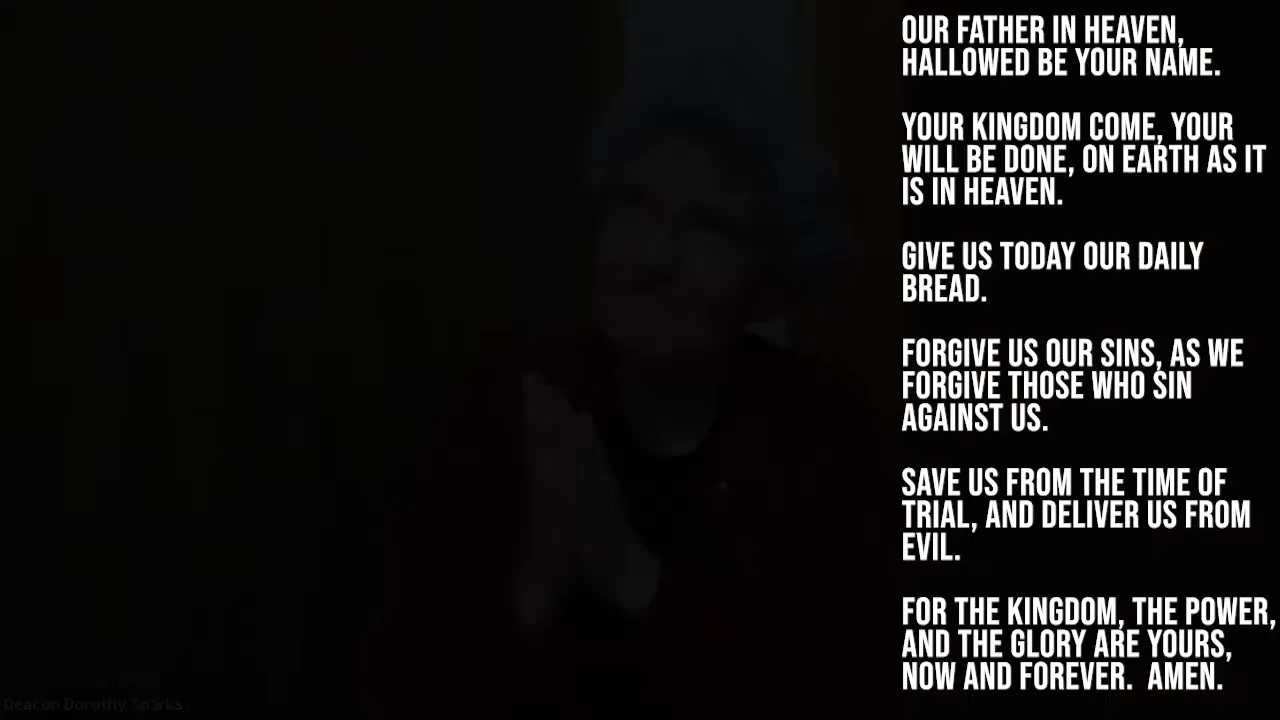 OUR FATHER IN HEAVEN,
HALLOWED BE YOUR NAME.
YOUR KINGDOM COME, YOUR
WILL BE DONE, ON EARTH AS IT
IS IN HEAVEN.
GIVE US TODAY OUR DAILY
BREAD.
FORGIVE US OUR SINS, AS WE
FORGIVE THOSE WHO SIN
AGAINST US.
SAVE US FROM THE TIME OF
TRIAL, AND DELIVER US FROM
EVIL.
FOR THE KINGDOM, THE POWER,
AND THE GLORY ARE YOURS,
NOW AND FOREVER. AMEN.
Deacon Dorothy Sparks